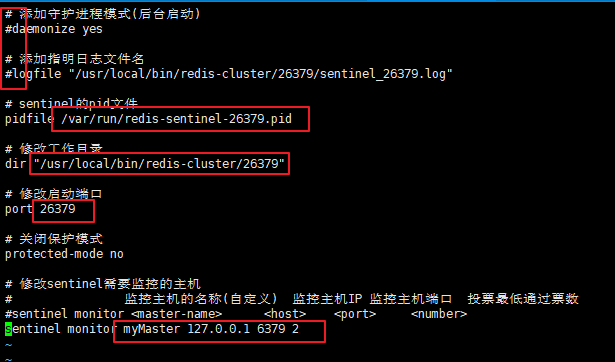 # 添加守护进程模式(后台启动)
#daemonize yes
# 添加指明日志文件名
#logfile "/usr/local/bin/redis-cluster/26379/sentinel_26379.log"
# sentinel的pid文件
pidfile /var/run/redis-sentinel-26379.pid
# 修改工作目录
dir "/usr/local/bin/redis-cluster/26379"
# 修改启动端口
port 26379
# 关闭保护模式
protected-mode no
# 修改sentinel需要监控的主机
# 监控主机的名称(自定义) 监控主机IP 监控主机端口 投票最低通过票数
#sentinel monitor <master-name> <host> <port> <number>
sentinel monitor myMaster 127.0.0.1 6379 2
~
~